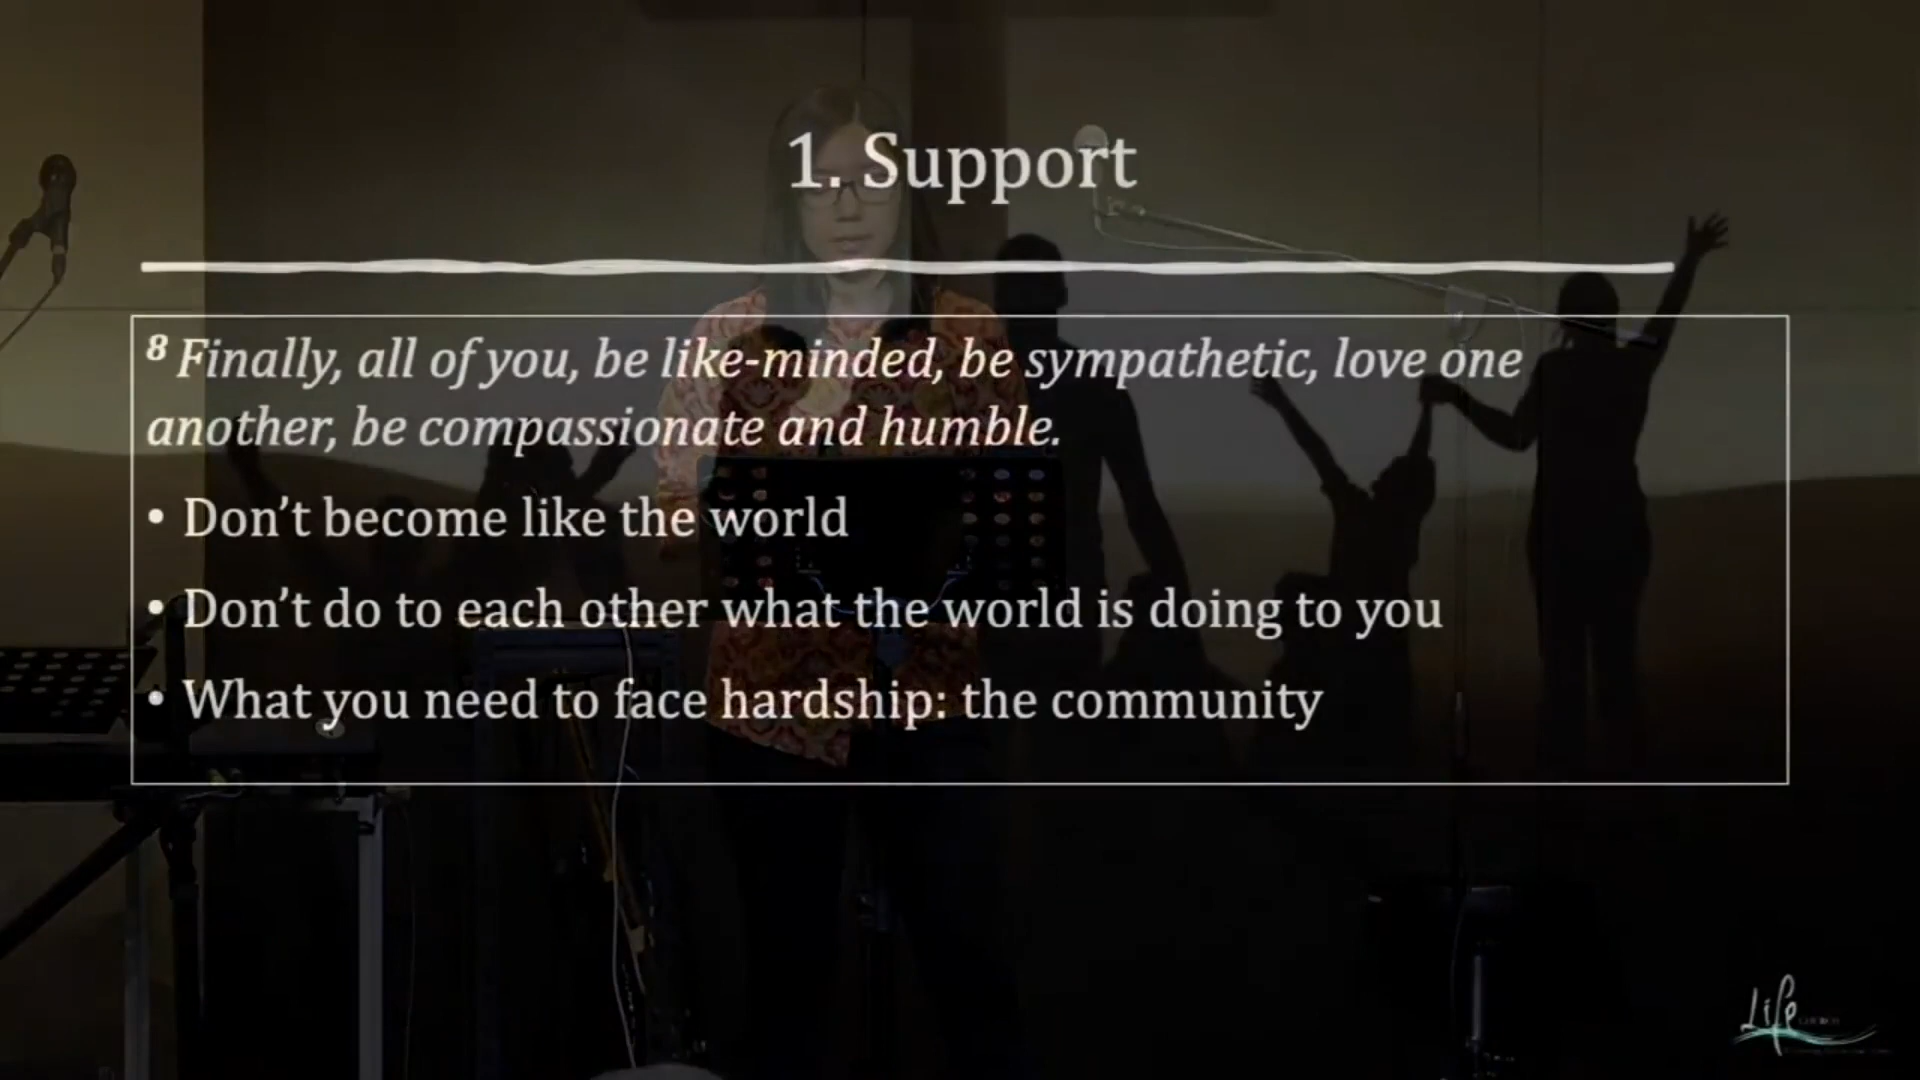 1. Support
8 Finally, all of you, be like-minded, be sympathetic, love one
another, be compassionate and humble.
• Don’t become like the world
• Don’t do to each other what the world is doing to you
• What you need to face hardship: the community
Life
CHURCH